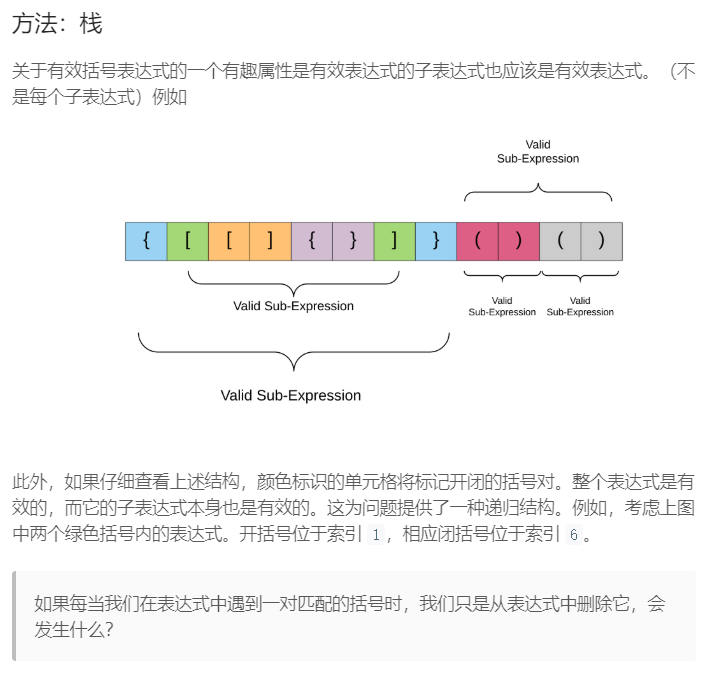 方法：栈
关于有效括号表达式的一个有趣属性是有效表达式的子表达式也应该是有效表达式。（不
是每个子表达式）例如
Valid
Sub-Expression
{ [ [ ] { } ] } ( ) ( )
Valid Sub-Expression
Valid
Sub-Expression
Valid
Sub-Expression
Valid Sub-Expression
此外，如果仔细查看上述结构，颜色标识的单元格将标记开闭的括号对。整个表达式是有
效的，而它的子表达式本身也是有效的。这为问题提供了一种递归结构。例如，考虑上图
中两个绿色括号内的表达式。开括号位于索引 1，相应闭括号位于索引 6。
如果每当我们在表达式中遇到一对匹配的括号时，我们只是从表达式中删除它，会
发生什么？